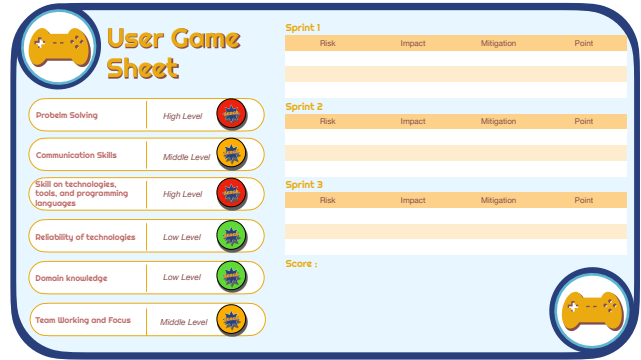 User Game
Sheet
Probelm Solving
High Level
Communication Skills
Middle Level
Skill on technologies,
tools, and programming
languages
High Level
Reliability of technologies
Low Level
Domain knowledge
Low Level
Team Working and Focus
Middle Level
Sprint 1
Risk Impact Mitigation Point
Sprint 2
Risk Impact Mitigation Point
Sprint 3
Risk Impact Mitigation Point
Score :